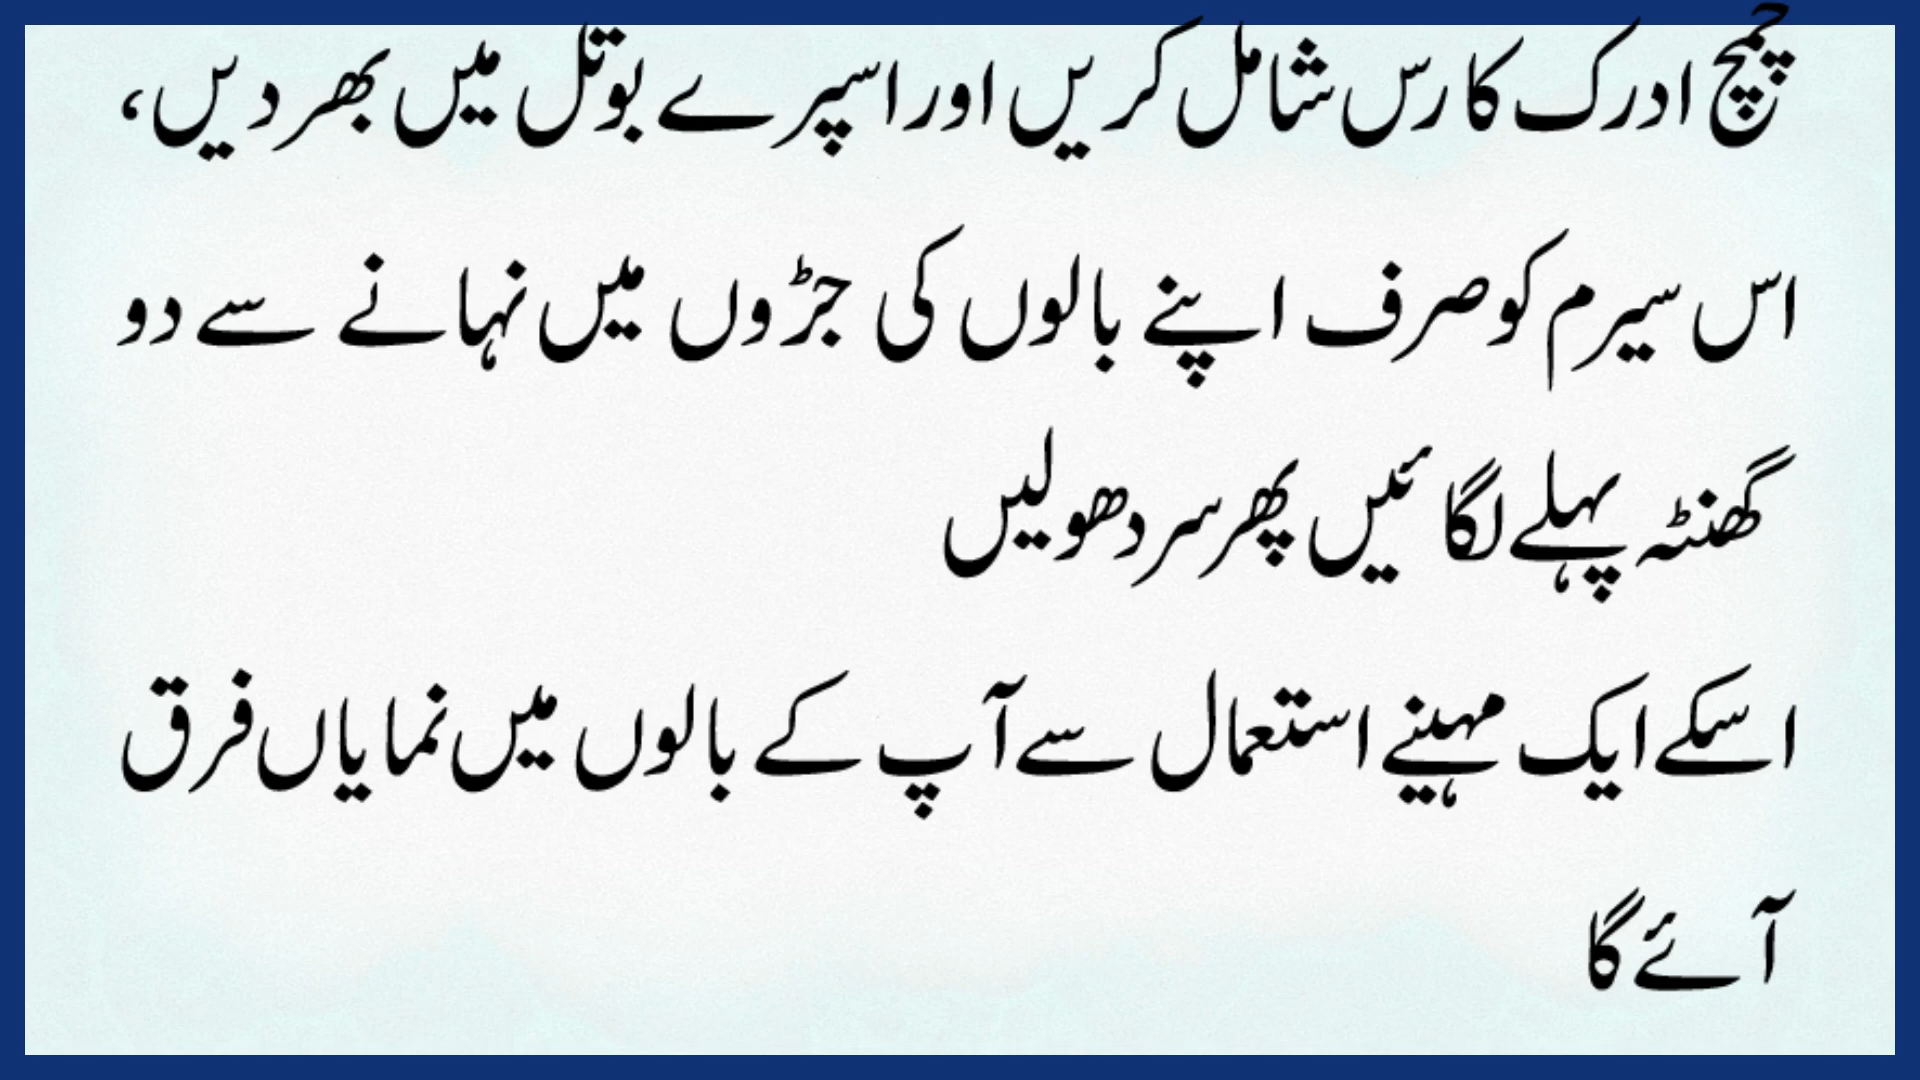 چمچ ادرک کا رس شامل کریں اور اسپرے بوتل میں بھر دیں،
اس سیرم کو صرف اپنے بالوں کی جڑوں میں نہانے سے دو
گھنٹہ پہلے لگائیں پھر سر دھولیں
اسکے ایک مہینے استعمال سے آپ کے بالوں میں نمایاں فرق
آئے گا